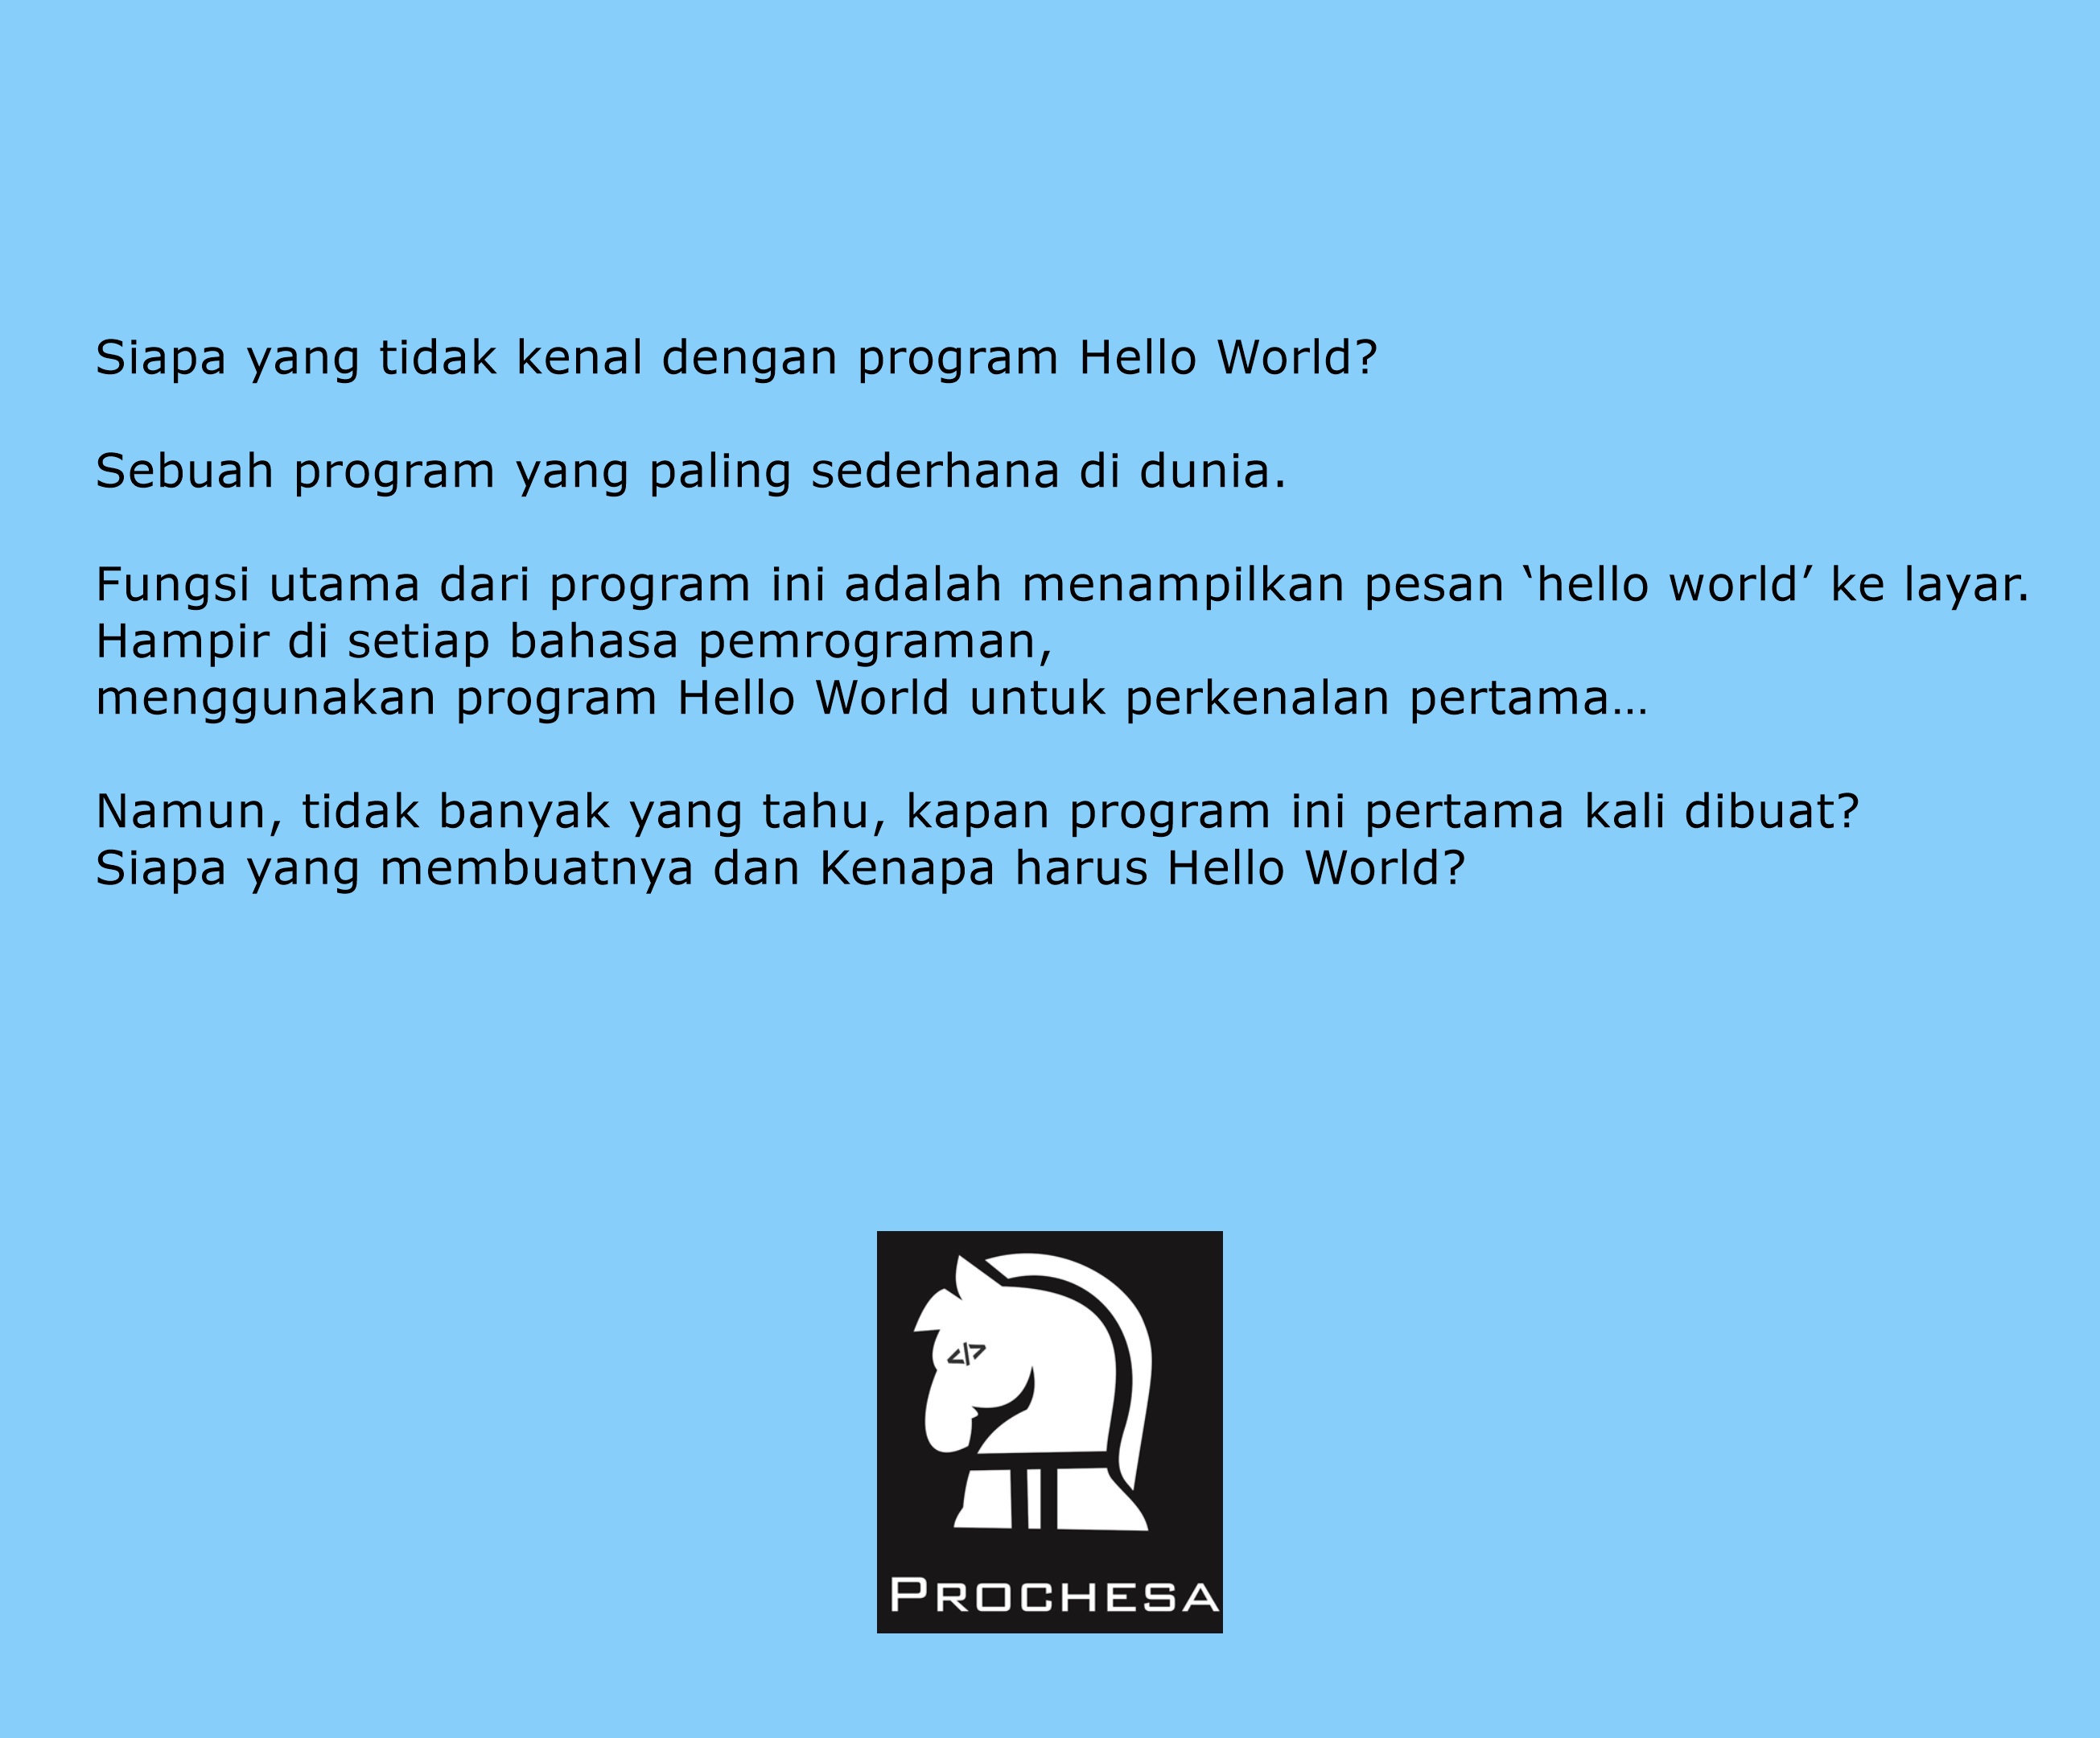 Siapa yang tidak kenal dengan program Hello World?
Sebuah program yang paling sederhana di dunia.
Fungsi utama dari program ini adalah menampilkan pesan ‘hello world’ ke layar.
Hampir di setiap bahasa pemrograman,
menggunakan program Hello World untuk perkenalan pertama…
Namun, tidak banyak yang tahu, kapan program ini pertama kali dibuat?
Siapa yang membuatnya dan Kenapa harus Hello World?
</>
PROCHESA